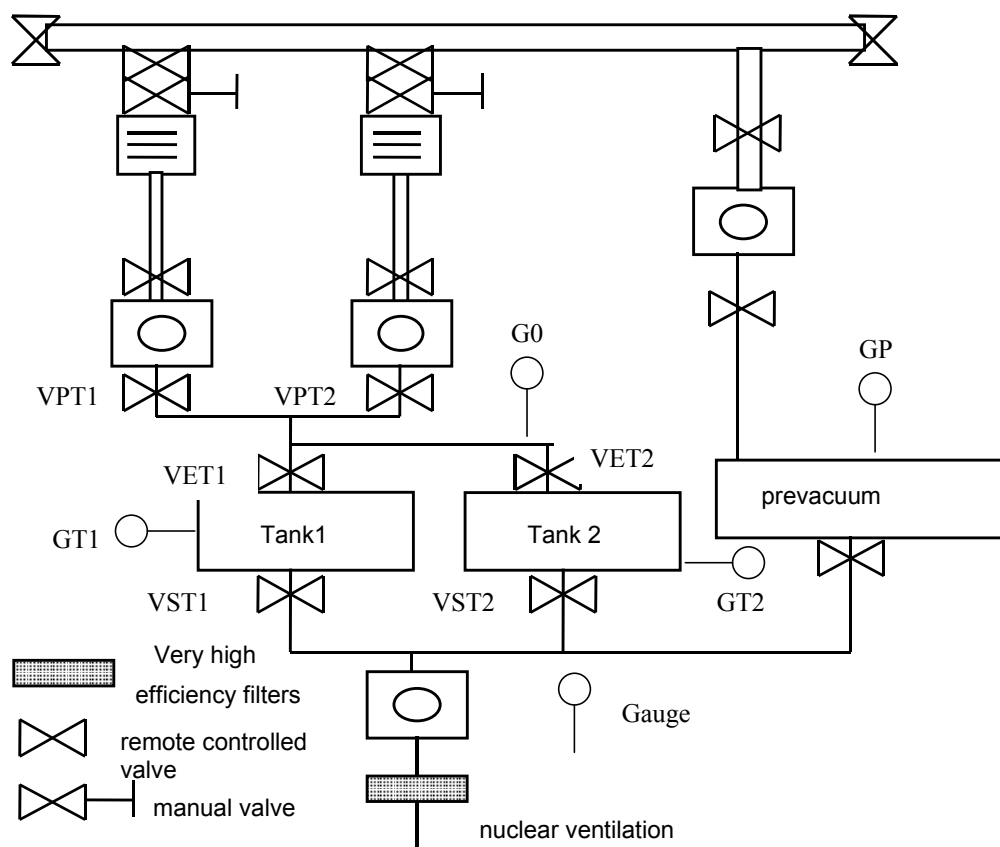 G0
GP
VPT1
VPT2
VET1
VET2
prevacuum
Tank1
Tank 2
GT1
VST1
VST2
GT2
Very high
efficiency filters
Gauge
remote controlled
valve
manual valve
nuclear ventilation